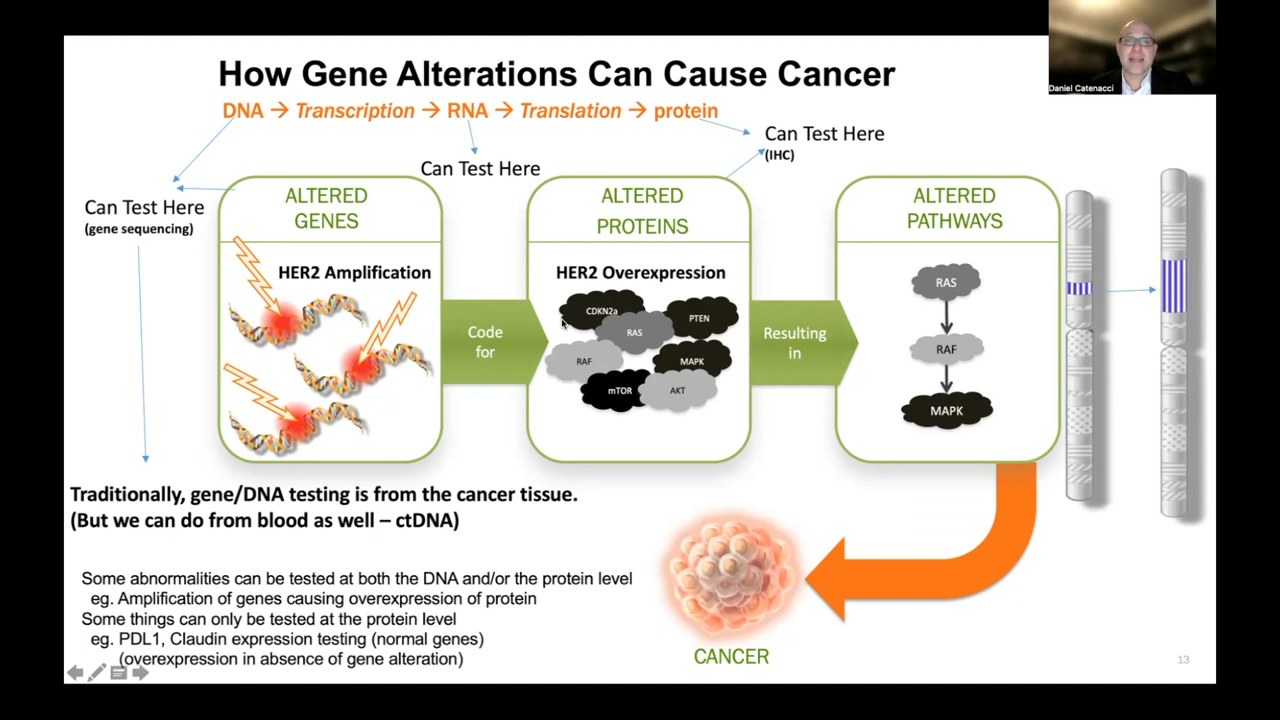 Daniel Catenacci
How Gene Alterations Can Cause Cancer
DNA → Transcription → RNA → Translation → protein
Can Test Here
(IHC)
Can Test Here
Can Test Here
(gene sequencing)
ALTERED
GENES
HER2 Amplification
Code
for
ALTERED
PROTEINS
HER2 Overexpression
CDKN2a
RAS
PTEN
RAF
MAPK
mTOR
AKT
Resulting
in
ALTERED
PATHWAYS
RAS
RAF
MAPK
Traditionally, gene/DNA testing is from the cancer tissue.
(But we can do from blood as well – ctDNA)
Some abnormalities can be tested at both the DNA and/or the protein level
eg. Amplification of genes causing overexpression of protein
Some things can only be tested at the protein level
eg. PDL1, Claudin expression testing (normal genes)
(overexpression in absence of gene alteration)
CANCER
13